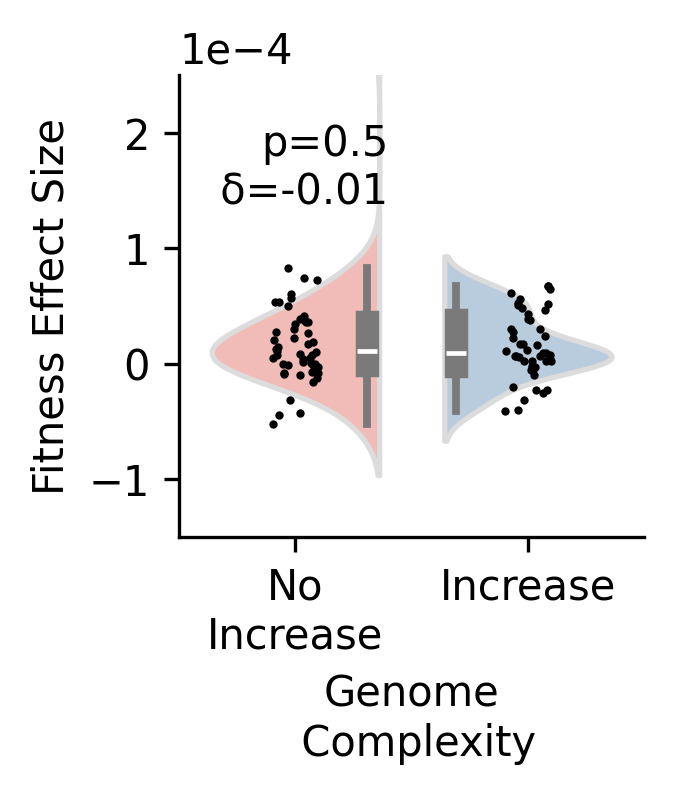 1e−4
Fitness Effect Size
2
1
0
−1
p=0.5
δ=-0.01
No
Increase
Increase
Genome
Complexity